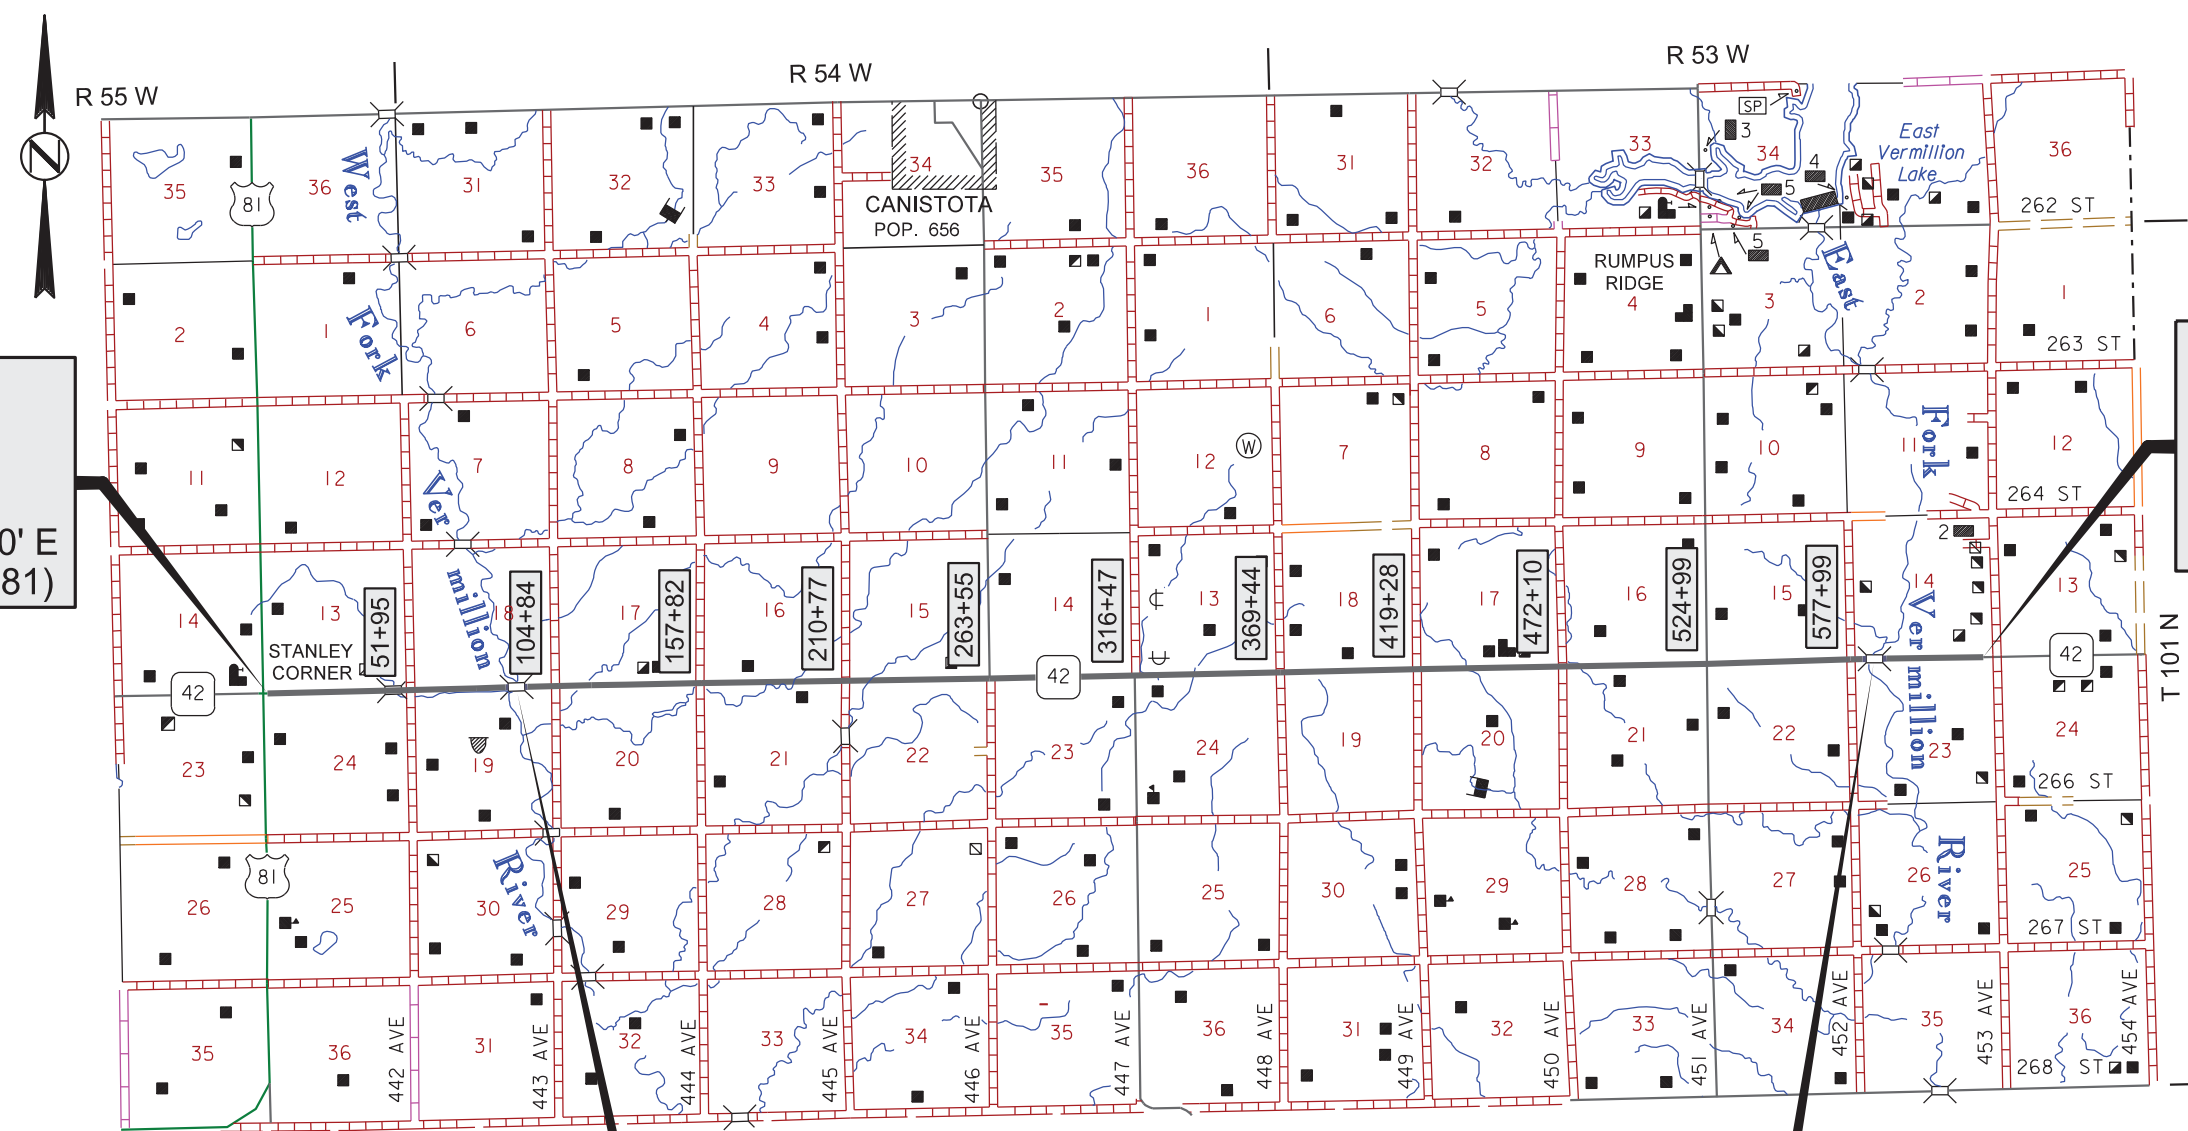 R 55 W
R 54 W
R 53 W
N
35
36
31
32
33
34
35
36
31
32
33
34
36
SP
3
4
5
5
East
Vermillion
Lake
81
West
CANISTOTA
POP. 656
262 ST
2
1
6
5
4
3
2
1
6
5
4
3
2
1
RUMPUS
RIDGE
East
Fork
263 ST
11
12
7
8
9
10
11
12
W
7
8
9
10
11
12
Fork
264 ST
2
0' E
81)
Ver million
14
13
18
17
16
15
14
13
18
17
16
15
14
13
Ver million
51+95
104+84
157+82
210+77
263+55
316+47
369+44
419+28
472+10
524+99
577+99
STANLEY
CORNER
42
42
42
T 101 N
23
24
19
20
21
22
23
24
19
20
21
22
23
24
266 ST
81
River
River
26
25
30
29
28
27
26
25
30
29
28
27
26
25
267 ST
35
36
31
32
33
34
35
36
31
32
33
34
35
36
442 AVE
443 AVE
444 AVE
445 AVE
446 AVE
447 AVE
448 AVE
449 AVE
450 AVE
451 AVE
452 AVE
453 AVE
454 AVE
268 ST